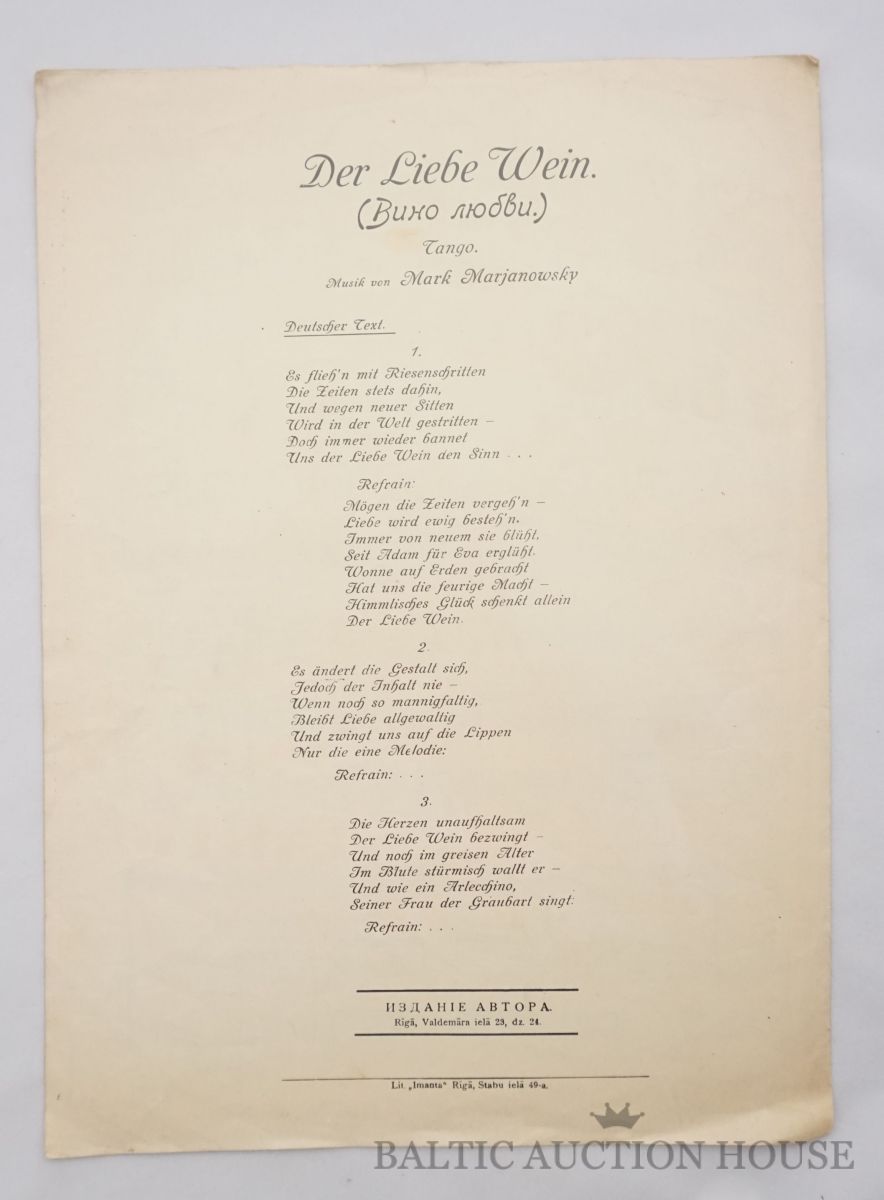 Der Liebe Wein.
(Вино любви.)
Tango.
Musik von Mark Marjanowsky
Deutscher Text.
1.
Es flieh'n mit Riesenschritten
Die Zeiten stets dahin,
Und wegen neuer Sitten
Wird in der Welt gestritten –
Doch immer wieder bannet
Uns der Liebe Wein den Sinn . . .
Refrain:
Mögen die Zeiten vergeh'n –
Liebe wird ewig besteh'n.
Immer von neuem sie blüht,
Seit Adam für Eva erglüht.
Wonne auf Erden gebracht
Hat uns die feurige Macht –
Himmlisches Glück schenkt allein
Der Liebe Wein.
2.
Es ändert die Gestalt sich,
Jedoch der Inhalt nie –
Wenn noch so mannigfaltig,
Bleibt Liebe allgewaltig
Und zwingt uns auf die Lippen
Nur die eine Melodie:
Refrain: . . .
3.
Die Herzen unaufhaltsam
Der Liebe Wein bezwingt –
Und noch im greisen Alter
Im Blute stürmisch wallt er –
Und wie ein Arlecchino,
Seiner Frau der Graubart singt:
Refrain: . . .
ИЗДАНІЕ АВТОРА.
Rīgā, Valdemāra ielā 23, dz. 24.
Lit. „Imanta" Rīgā, Stabu ielā 49-a.
BALTIC AUCTION HOUSE